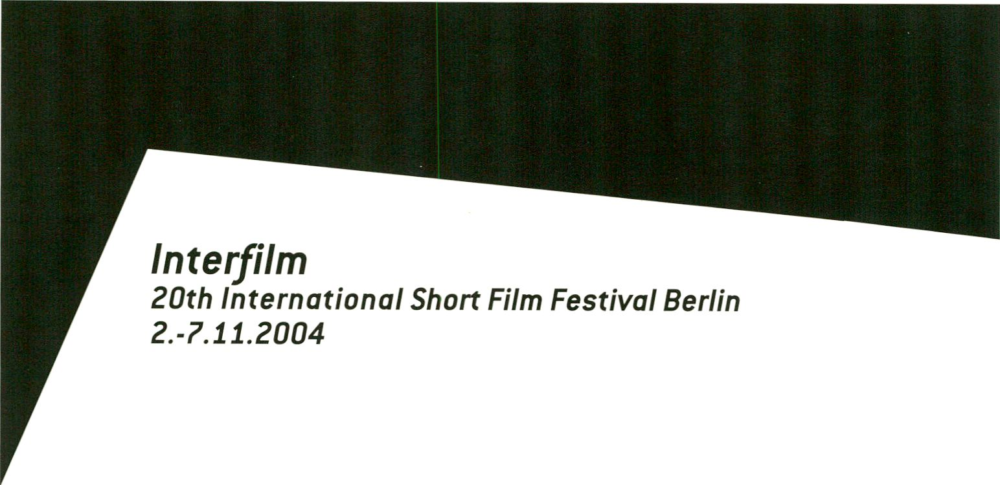 Interfilm
20th International Short Film Festival Berlin
2.-7.11.2004